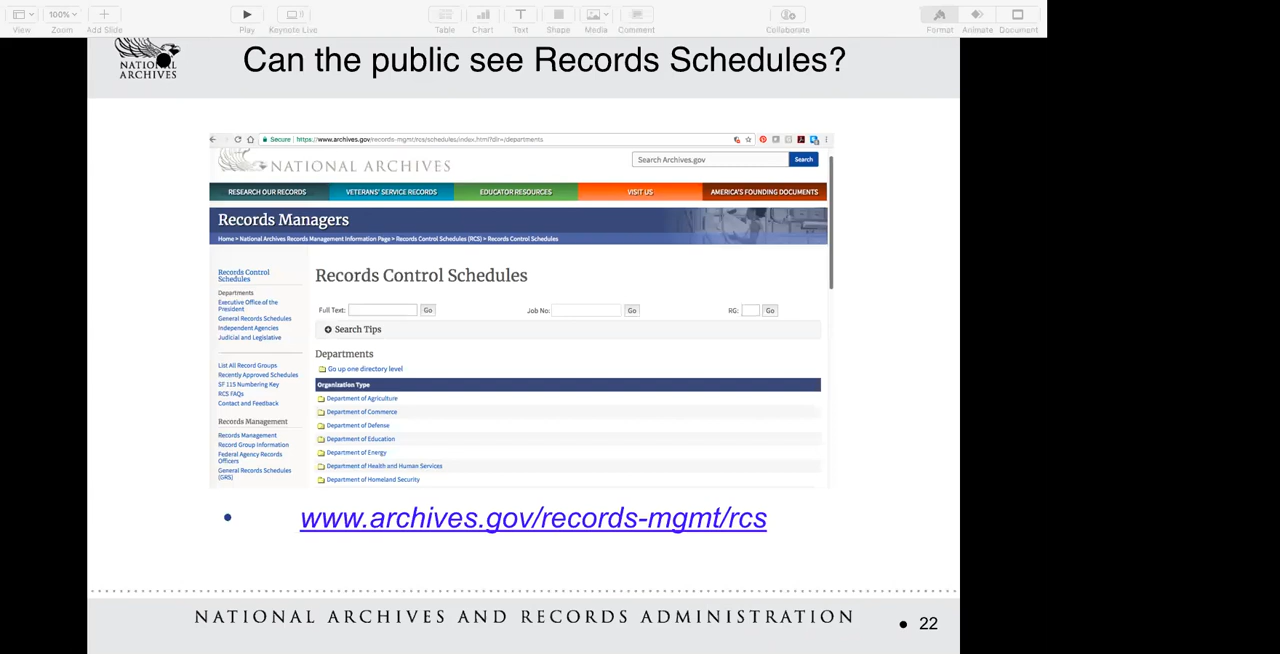 100%
View
Zoom
Add Slide
Play
Keynote Live
Table
Chart
Text
Shape
Media
Comment
Collaborate
Format
Animate
Document
NATIONAL
ARCHIVES
Can the public see Records Schedules?
Secure
https://www.archives.gov/records-mgmt/rcs/schedules/index.html?dir=/departments
NATIONAL ARCHIVES
Search Archives.gov
Search
RESEARCH OUR RECORDS
VETERANS' SERVICE RECORDS
EDUCATOR RESOURCES
VISIT US
AMERICA'S FOUNDING DOCUMENTS
Records Managers
Home > National Archives Records Management Information Page > Records Control Schedules (RCS) > Records Control Schedules
Records Control
Schedules
Departments
Executive Office of the
President
General Records Schedules
Independent Agencies
Judicial and Legislative
List All Record Groups
Recently Approved Schedules
SF 115 Numbering Key
RCS FAQs
Contact and Feedback
Records Management
Records Management
Record Group Information
Federal Agency Records
Officers
General Records Schedules
(GRS)
Records Control Schedules
Full Text:
Go
Job No:
Go
RG:
Go
Search Tips
Departments
Go up one directory level
Organization Type
Department of Agriculture
Department of Commerce
Department of Defense
Department of Education
Department of Energy
Department of Health and Human Services
Department of Homeland Security
• www.archives.gov/records-mgmt/rcs
NATIONAL ARCHIVES AND RECORDS ADMINISTRATION
• 22